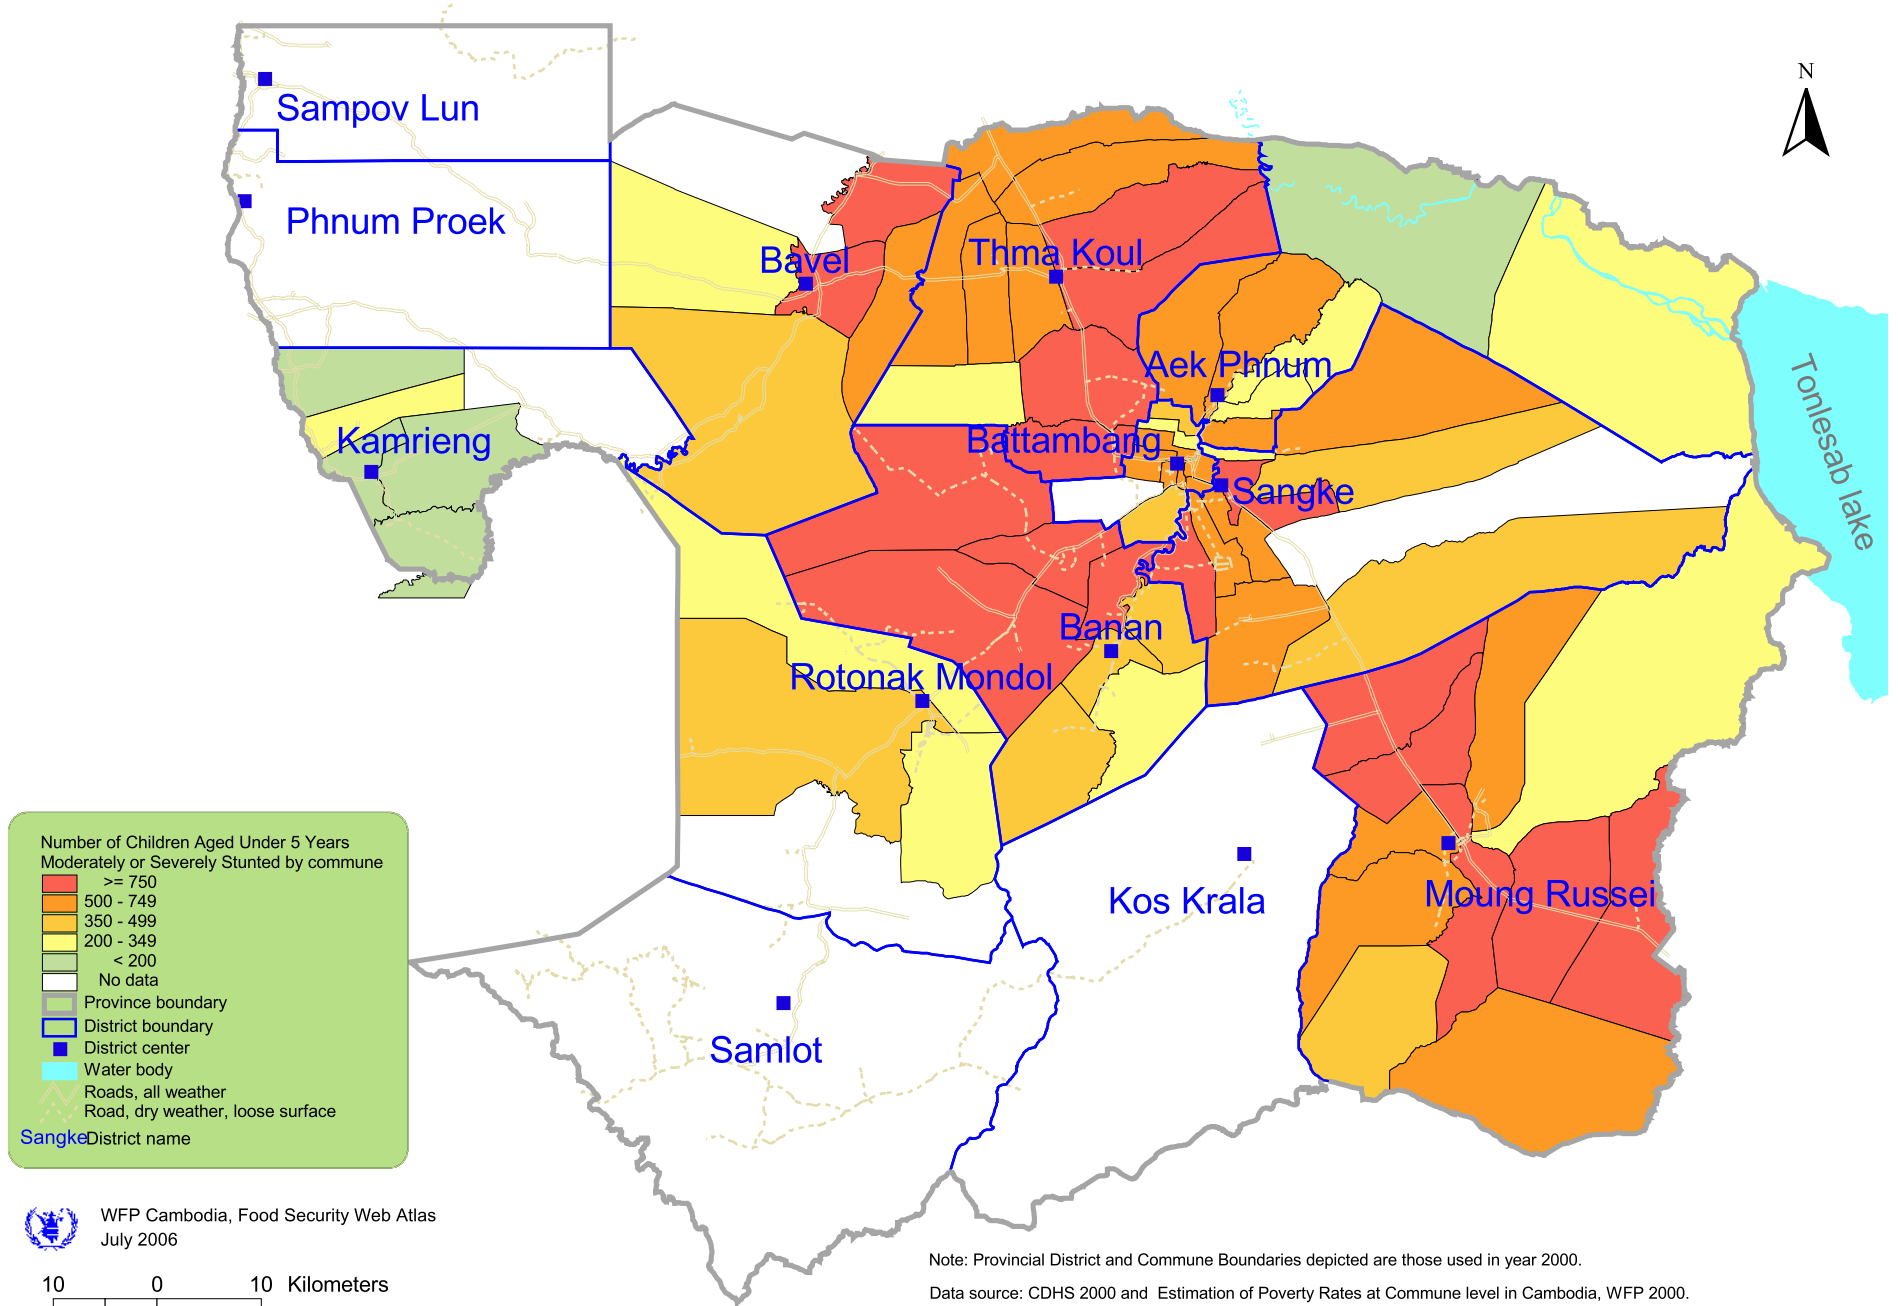 N
Sampov Lun
Phnum Proek
Bavel
Thma Koul
Aek Phnum
Tonlesab lake
Kamrieng
Battambang
Sangke
Banan
Rotonak Mondol
Kos Krala
Moung Russei
Samlot
Number of Children Aged Under 5 Years
Moderately or Severely Stunted by commune
>= 750
500 - 749
350 - 499
200 - 349
< 200
No data
Province boundary
District boundary
District center
Water body
Roads, all weather
Road, dry weather, loose surface
Sangke District name
WFP Cambodia, Food Security Web Atlas
July 2006
10 0 10 Kilometers
Note: Provincial District and Commune Boundaries depicted are those used in year 2000.
Data source: CDHS 2000 and Estimation of Poverty Rates at Commune level in Cambodia, WFP 2000.